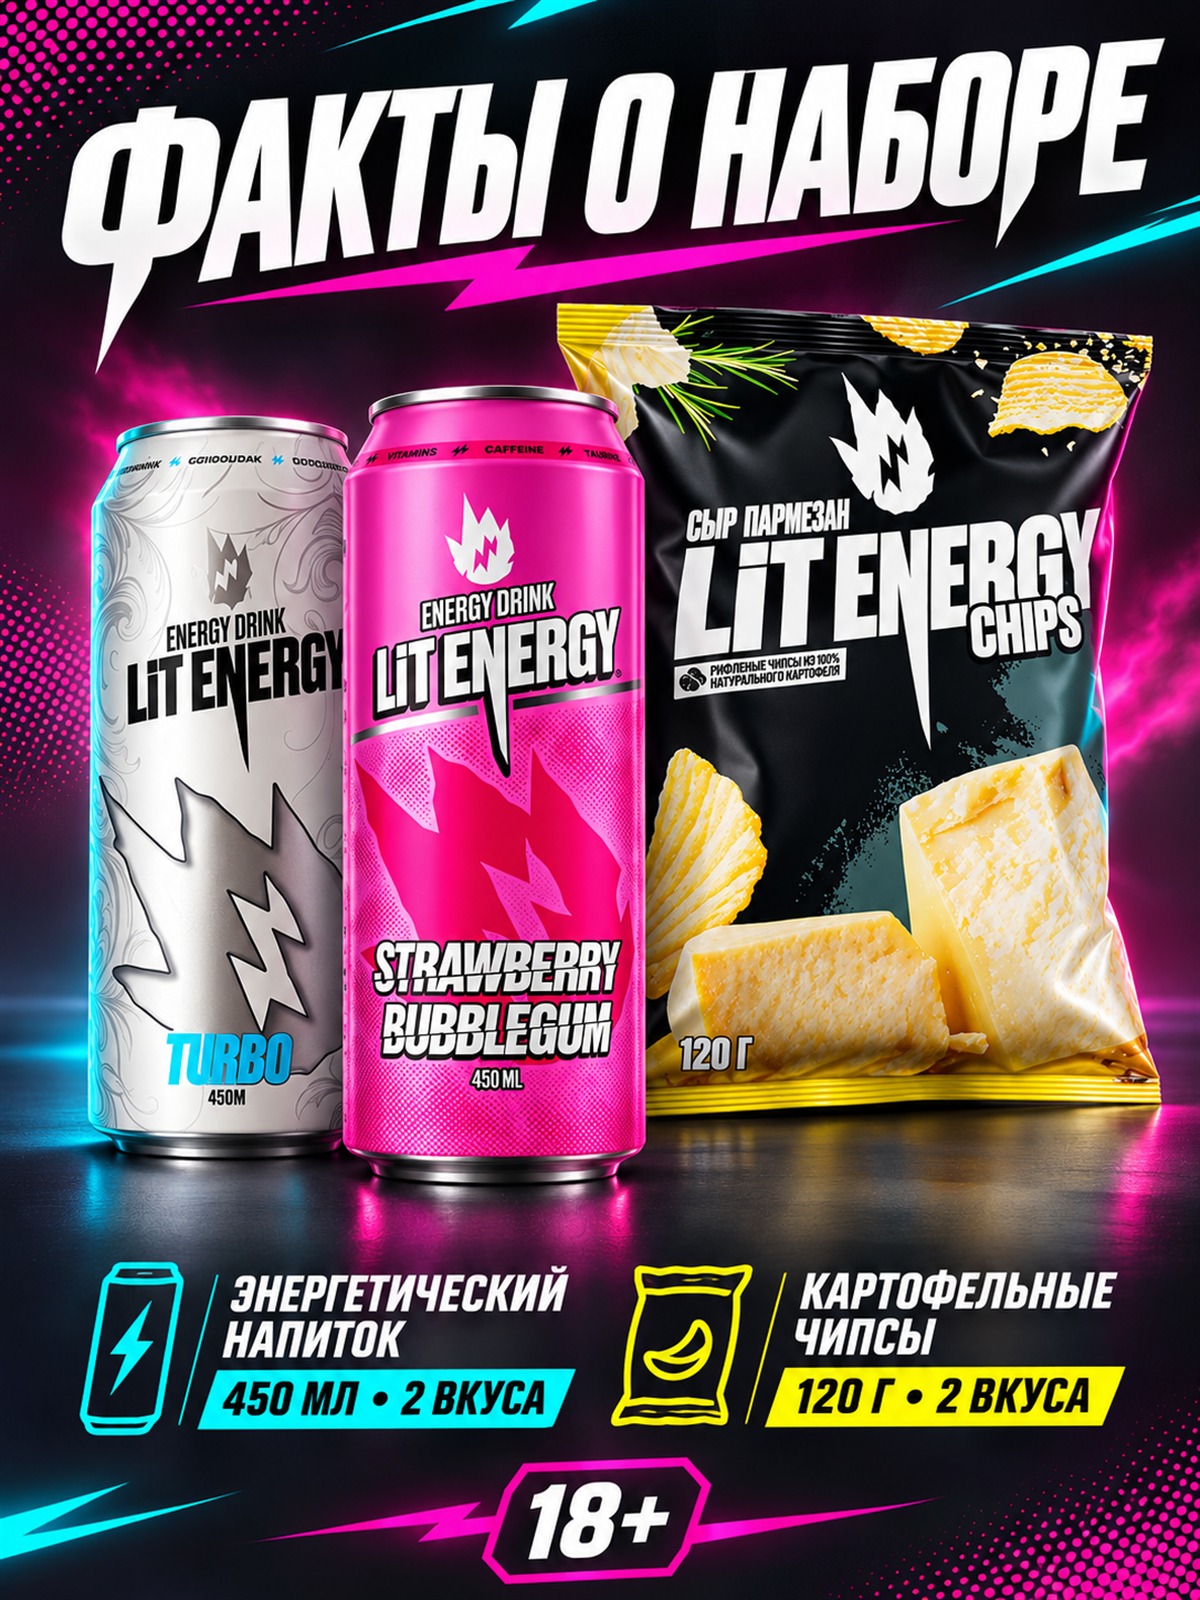 ФАКТЫ О НАБОРЕ
ENERGY DRINK
LIT ENERGY
TURBO
450M
VITAMINS CAFFEINE
ENERGY DRINK
LIT ENERGY
STRAWBERRY
BUBBLEGUM
450 ML
СЫР ПАРМЕЗАН
LIT ENERGY
CHIPS
РИФЛЕНЫЕ ЧИПСЫ ИЗ 100%
НАТУРАЛЬНОГО КАРТОФЕЛЯ
120 Г
ЭНЕРГЕТИЧЕСКИЙ
НАПИТОК
450 МЛ • 2 ВКУСА
КАРТОФЕЛЬНЫЕ
ЧИПСЫ
120 Г • 2 ВКУСА
18+